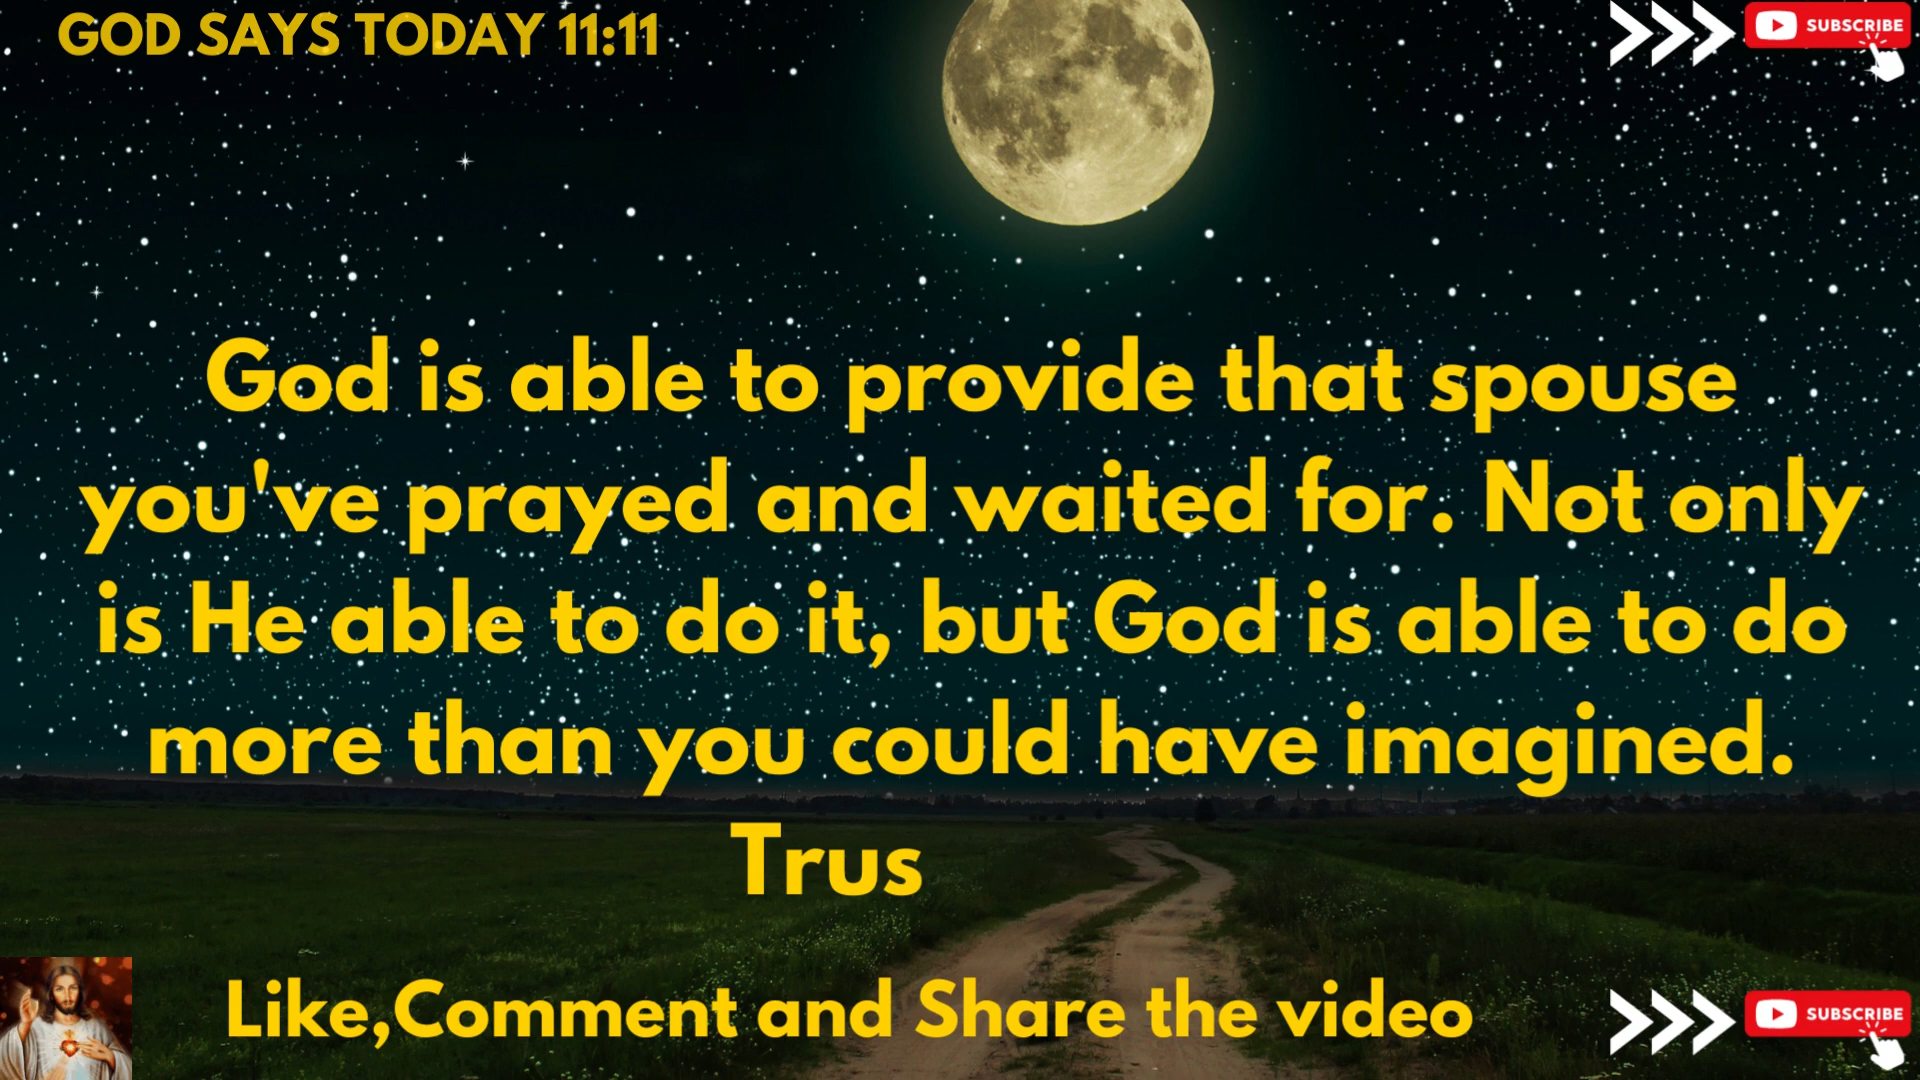 GOD SAYS TODAY 11:11
SUBSCRIBE
God is able to provide that spouse
you've prayed and waited for. Not only
is He able to do it, but God is able to do
more than you could have imagined.
Trus
Like,Comment and Share the video
SUBSCRIBE